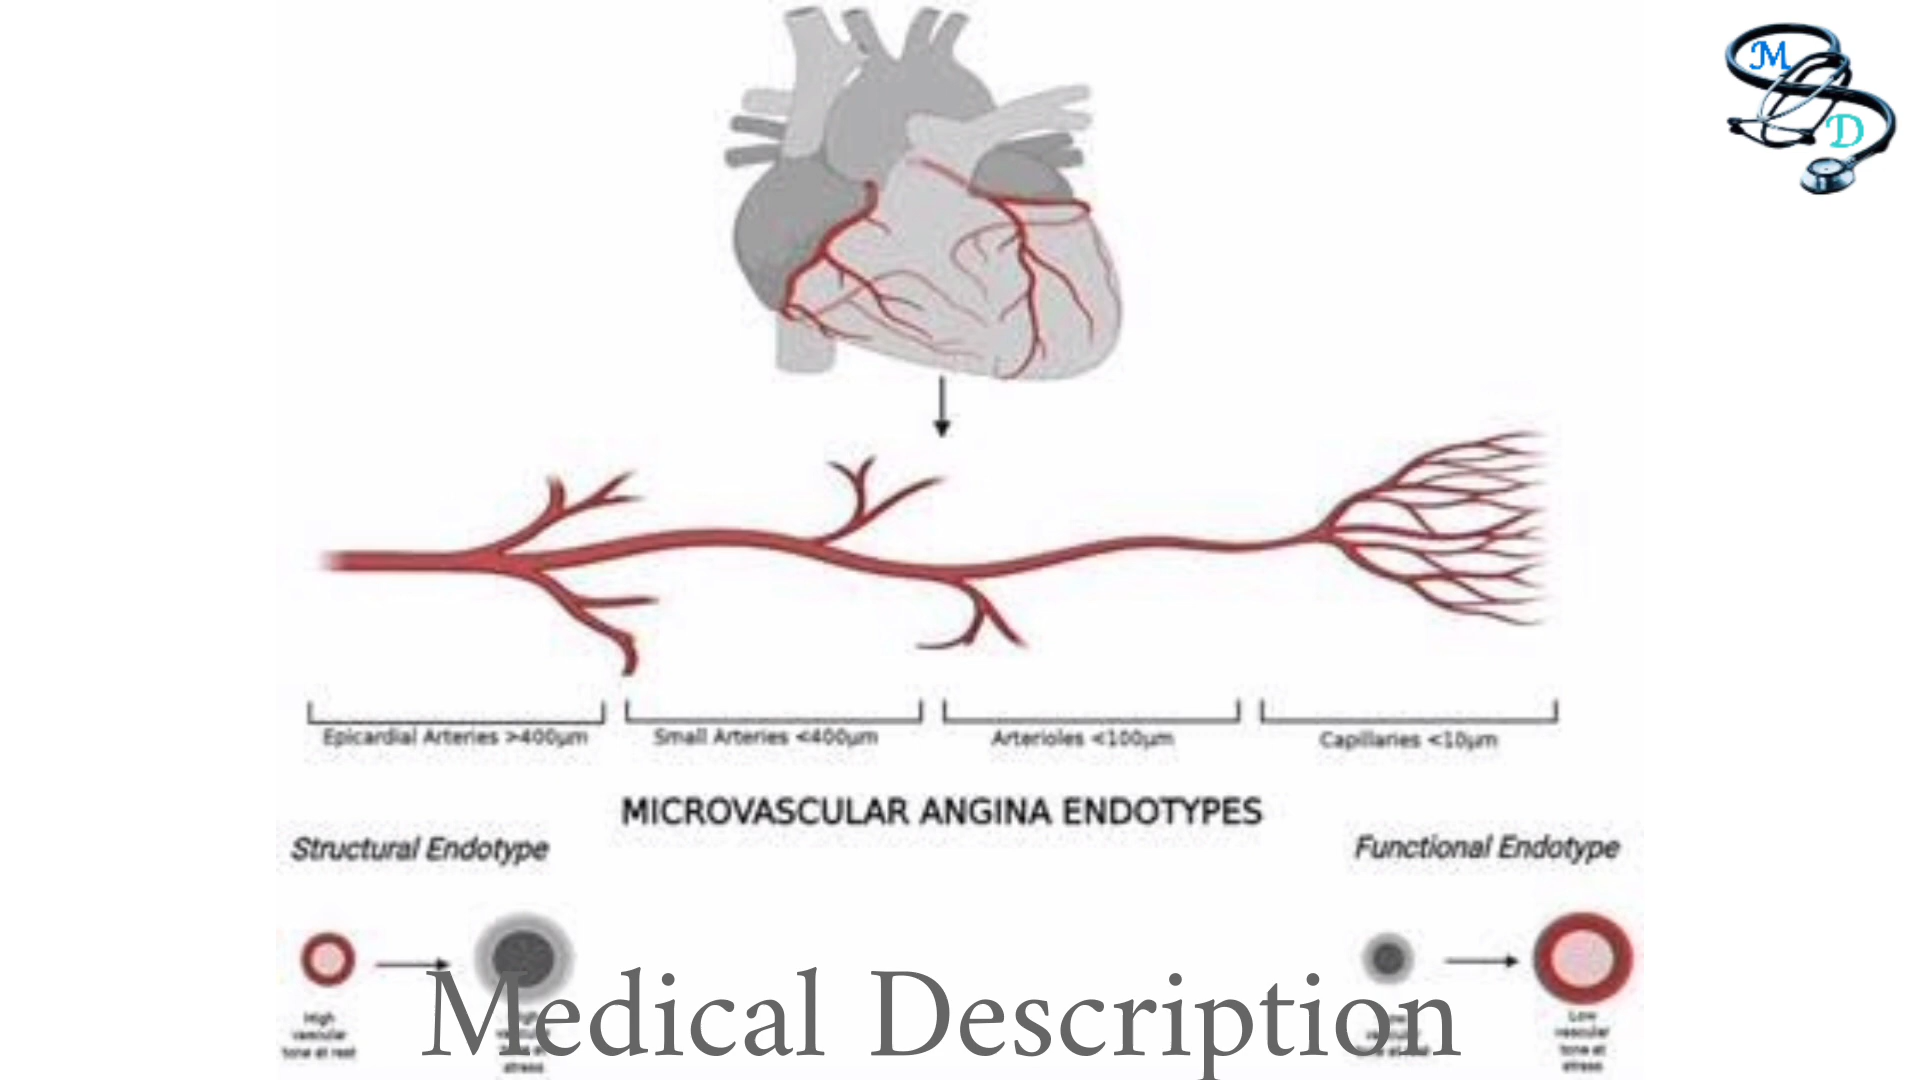 M
D
Epicardial Arteries >400µm
Small Arteries <400µm
Arterioles <100µm
Capillaries <10µm
MICROVASCULAR ANGINA ENDOTYPES
Structural Endotype
Functional Endotype
High
vascular
tone at rest
stress
Low
vascular
tone at
stress
Medical Description